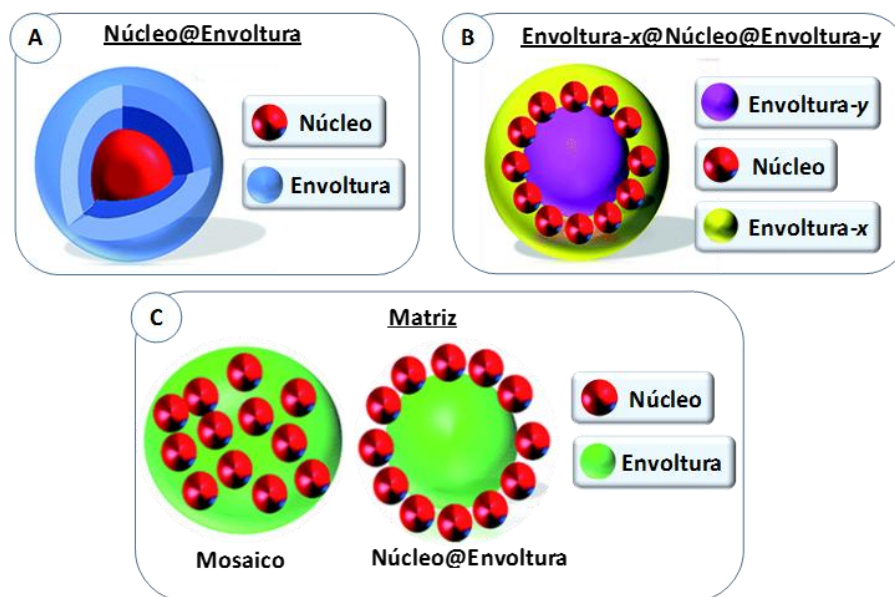 A
Núcleo@Envoltura
Núcleo
Envoltura
B
Envoltura-x@Núcleo@Envoltura-y
Envoltura-y
Núcleo
Envoltura-x
C
Matriz
Núcleo
Envoltura
Mosaico
Núcleo@Envoltura